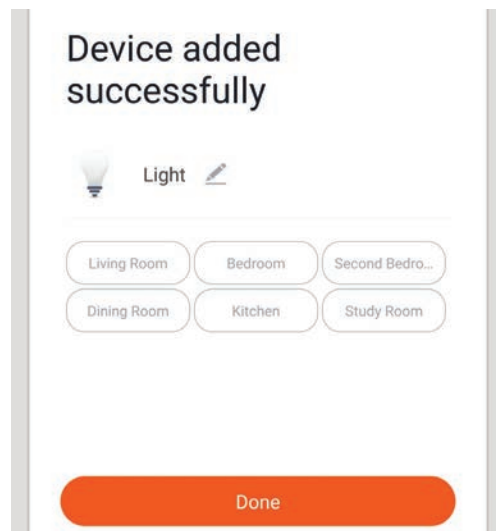 Device added
successfully
Light
Living Room Bedroom Second Bedro...
Dining Room Kitchen Study Room
Done